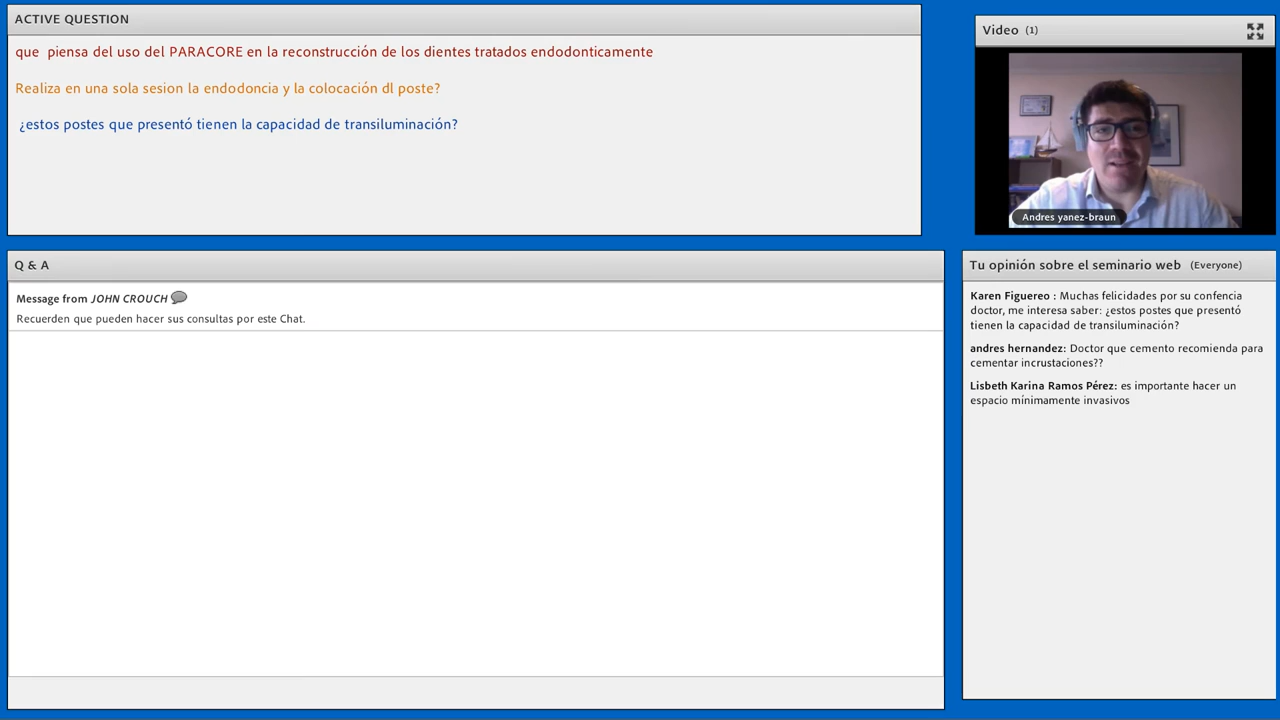 ACTIVE QUESTION
que  piensa del uso del PARACORE en la reconstrucción de los dientes tratados endodonticamente
Realiza en una sola sesion la endodoncia y la colocación dl poste?
¿estos postes que presentó tienen la capacidad de transiluminación?
Video (1)
Andres yanez-braun
Q & A
Message from JOHN CROUCH
Recuerden que pueden hacer sus consultas por este Chat.
Tu opinión sobre el seminario web (Everyone)
Karen Figuereo : Muchas felicidades por su confencia
doctor, me interesa saber: ¿estos postes que presentó
tienen la capacidad de transiluminación?
andres hernandez: Doctor que cemento recomienda para
cementar incrustaciones??
Lisbeth Karina Ramos Pérez: es importante hacer un
espacio mínimamente invasivos